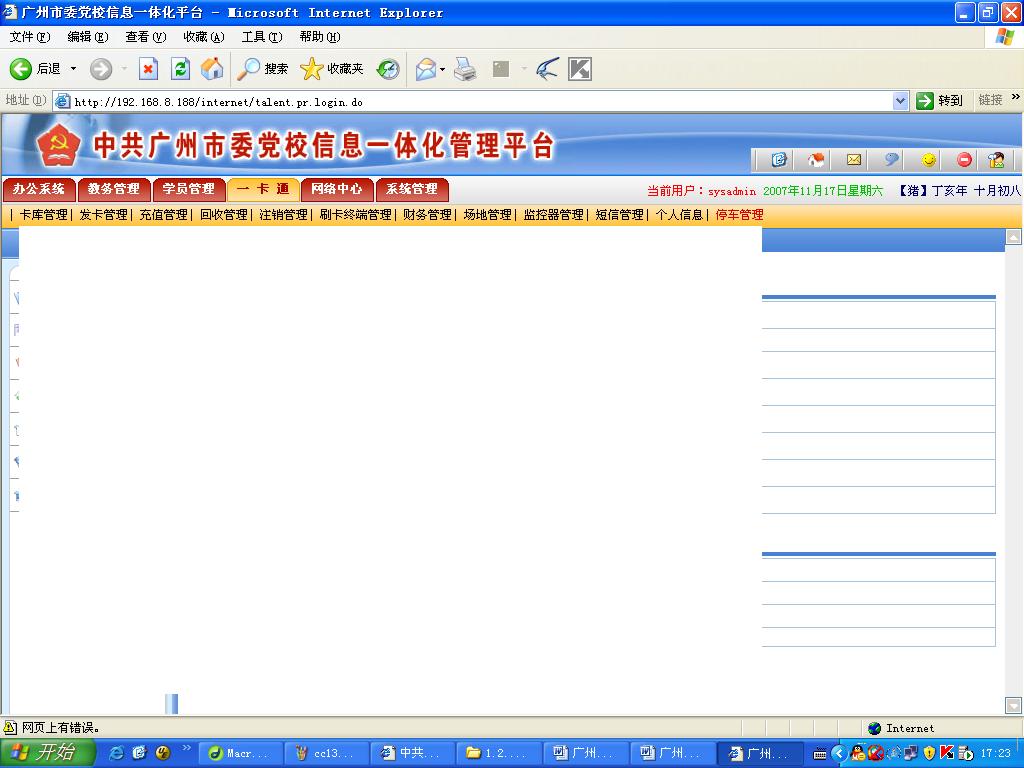 广州市委党校信息一体化平台 - Microsoft Internet Explorer
文件(F) 编辑(E) 查看(V) 收藏(A) 工具(T) 帮助(H)
后退 搜索 收藏夹
地址(D) http://192.168.8.188/internet/talent.pr.login.do 转到 链接 »
中共广州市委党校信息一体化管理平台
办公系统 教务管理 学员管理 一 卡 通 网络中心 系统管理 当前用户：sysadmin 2007年11月17日星期六 【猪】丁亥年 十月初八
| 卡库管理| 发卡管理| 充值管理| 回收管理| 注销管理| 刷卡终端管理| 财务管理| 场地管理| 监控器管理| 短信管理| 个人信息| 停车管理
网页上有错误。 Internet
开始 » Macr... cc13... 中共... 1.2.... 广州... 广州... 广州... 17:23